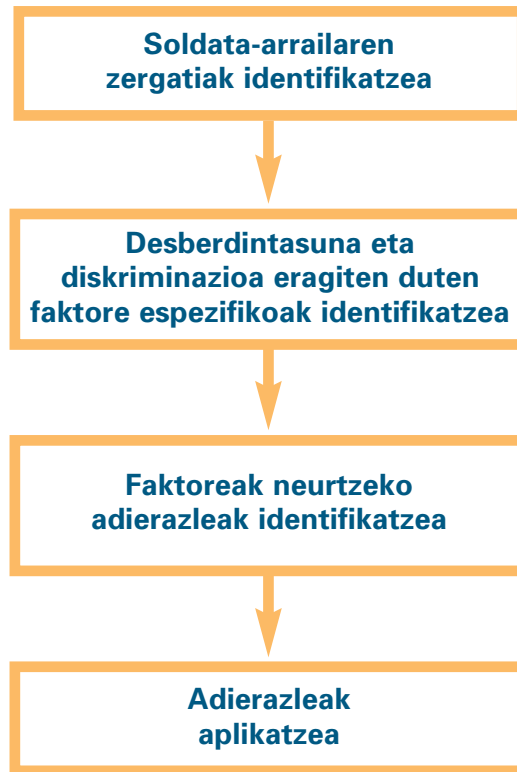 Soldata-arrailaren
zergatiak identifikatzea
Desberdintasuna eta
diskriminazioa eragiten duten
faktore espezifikoak identifikatzea
Faktoreak neurtzeko
adierazleak identifikatzea
Adierazleak
aplikatzea